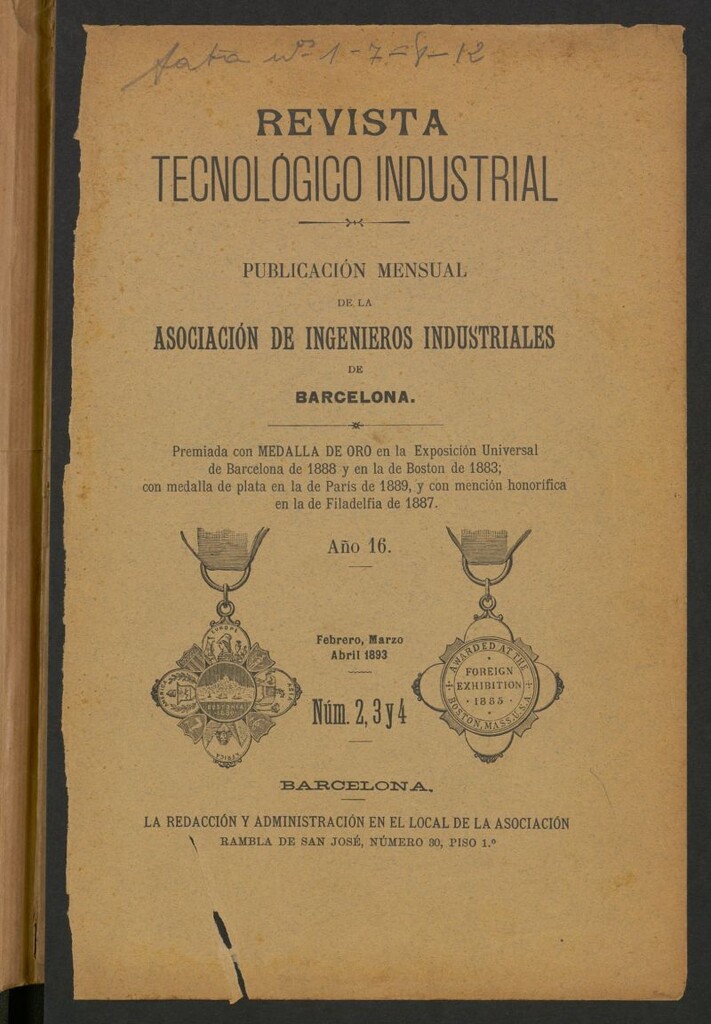 falta nº 1-7-8-12
REVISTA
TECNOLÓGICO INDUSTRIAL
PUBLICACIÓN MENSUAL
DE LA
ASOCIACIÓN DE INGENIEROS INDUSTRIALES
DE
BARCELONA.
Premiada con MEDALLA DE ORO en la Exposición Universal
de Barcelona de 1888 y en la de Boston de 1883;
con medalla de plata en la de París de 1889, y con mención honorífica
en la de Filadelfia de 1887.
Año 16.
EUROPE
AMERICA
AFRICA
AWARDED AT THE
FOREIGN
EXHIBITION
· 1883 ·
BOSTON, MASS. U.S.A
Febrero, Marzo
Abril 1893
Núm. 2, 3 y 4
BARCELONA.
LA REDACCIÓN Y ADMINISTRACIÓN EN EL LOCAL DE LA ASOCIACIÓN
RAMBLA DE SAN JOSÉ, NÚMERO 30, PISO 1.º